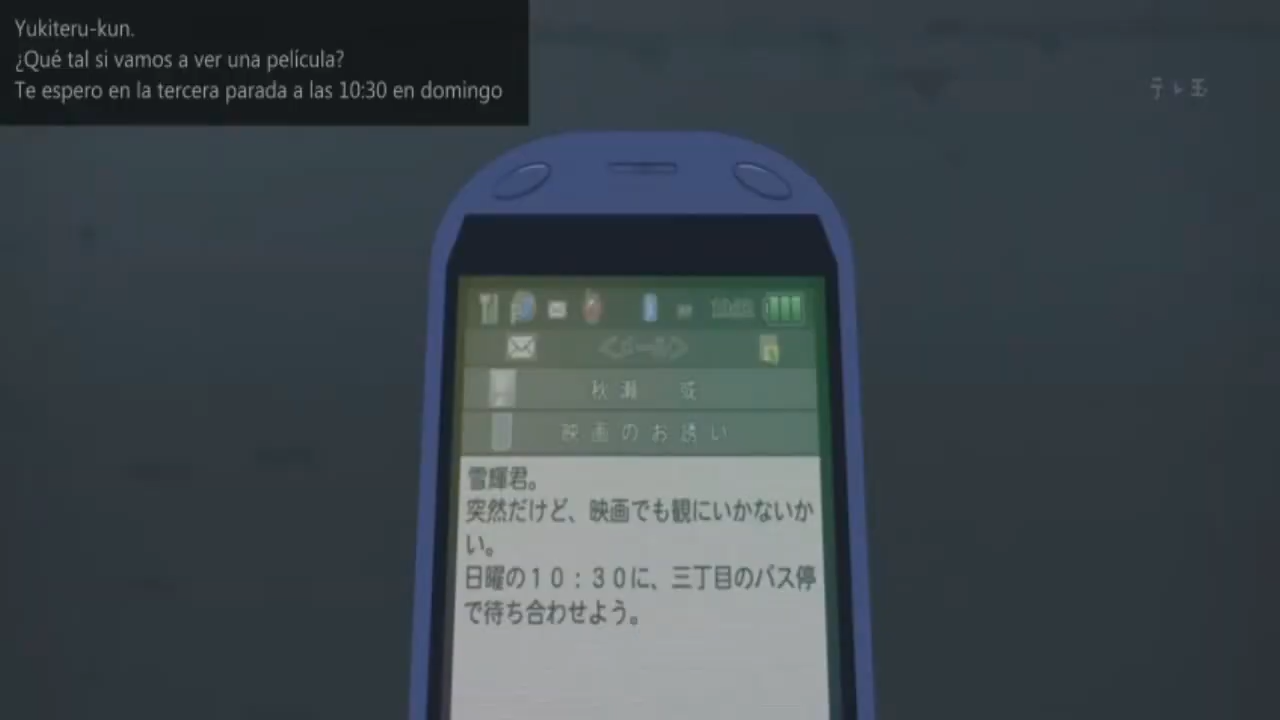 Yukiteru-kun.
¿Qué tal si vamos a ver una película?
Te espero en la tercera parada a las 10:30 en domingo
テレ玉
<メール>
秋瀬 或
映画のお誘い
雪輝君。
突然だけど、映画でも観にいかないか
い。
日曜の10:30に、三丁目のバス停
で待ち合わせよう。